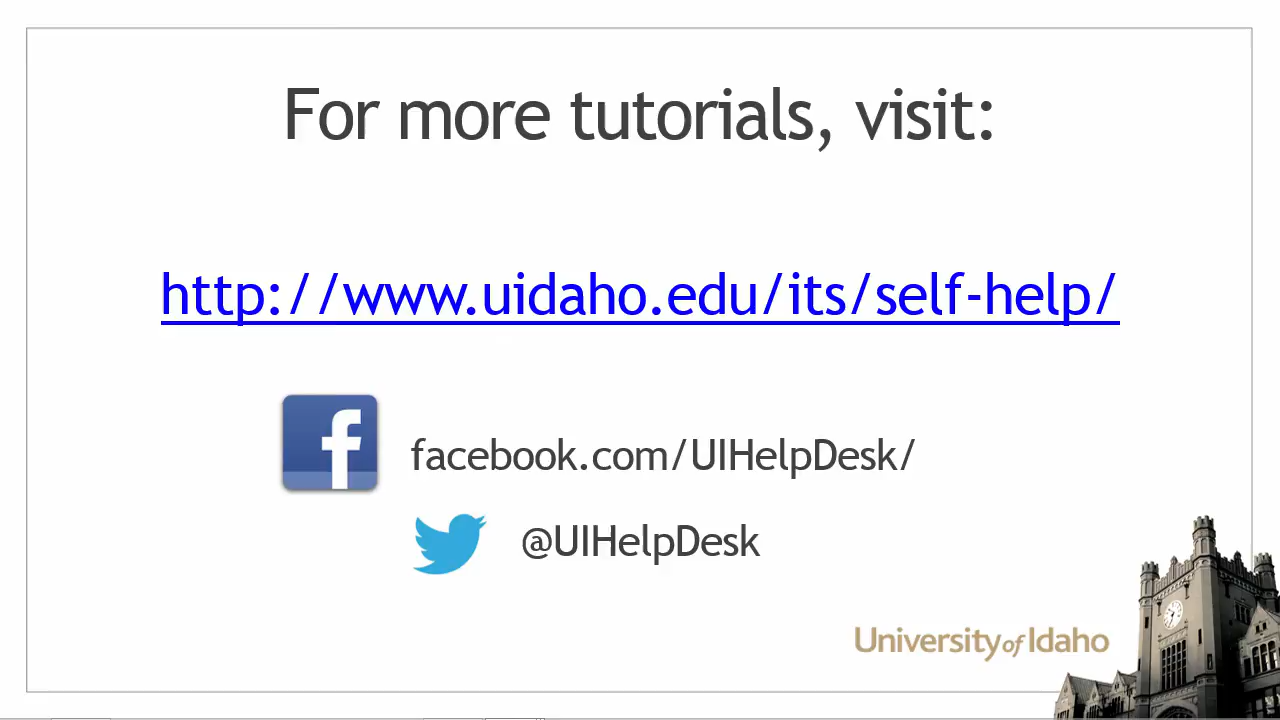 For more tutorials, visit:
http://www.uidaho.edu/its/self-help/
facebook.com/UIHelpDesk/
@UIHelpDesk
University of Idaho